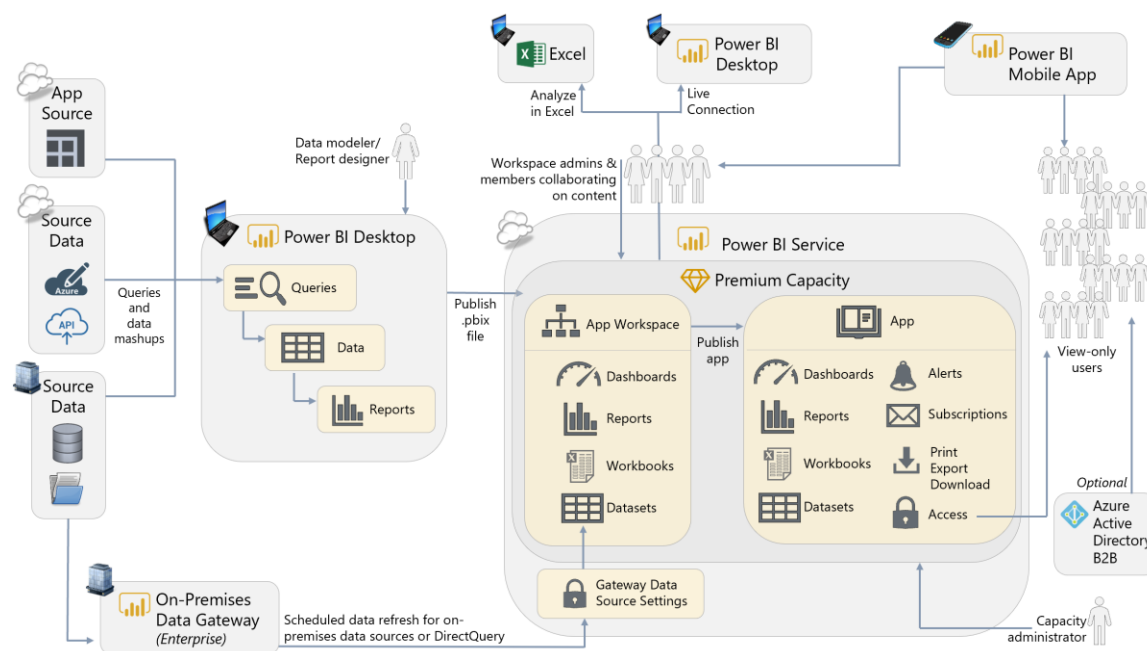 Excel
Power BI
Desktop
Power BI
Mobile App
App
Source
Analyze
in Excel
Live
Connection
Data modeler/
Report designer
Workspace admins &
members collaborating
on content
Source
Data
Azure
API
Queries
and
data
mashups
Power BI Desktop
Queries
Data
Reports
Publish
.pbix
file
Power BI Service
Premium Capacity
App Workspace
Dashboards
Reports
Workbooks
Datasets
Publish
app
App
Dashboards
Reports
Workbooks
Datasets
Alerts
Subscriptions
Print
Export
Download
Access
View-only
users
Source
Data
Optional
Azure
Active
Directory
B2B
Gateway Data
Source Settings
On-Premises
Data Gateway
(Enterprise)
Scheduled data refresh for on-
premises data sources or DirectQuery
Capacity
administrator